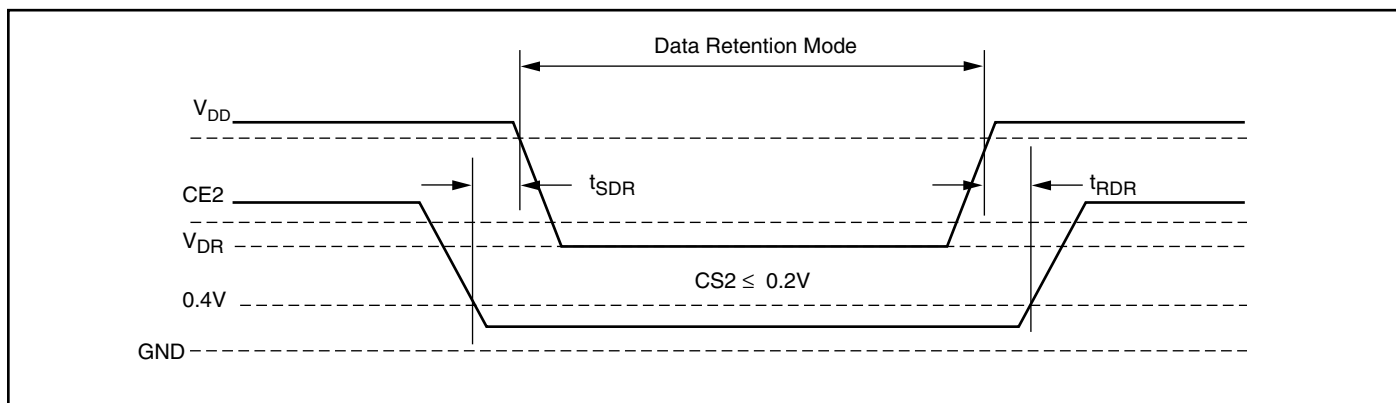 Data Retention Mode
VDD
tSDR
tRDR
CE2
VDR
CS2 ≤ 0.2V
0.4V
GND